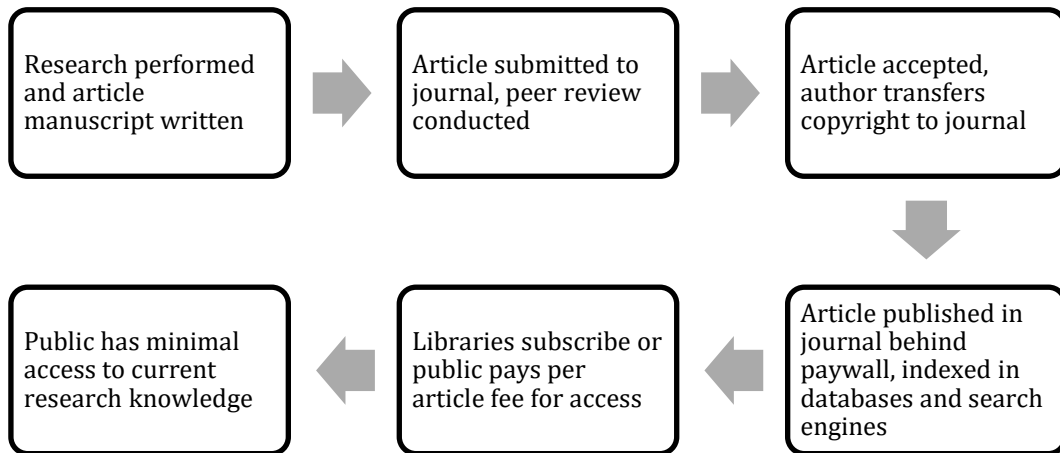 Research performed
and article
manuscript written
Article submitted to
journal, peer review
conducted
Article accepted,
author transfers
copyright to journal
Article published in
journal behind
paywall, indexed in
databases and search
engines
Libraries subscribe or
public pays per
article fee for access
Public has minimal
access to current
research knowledge